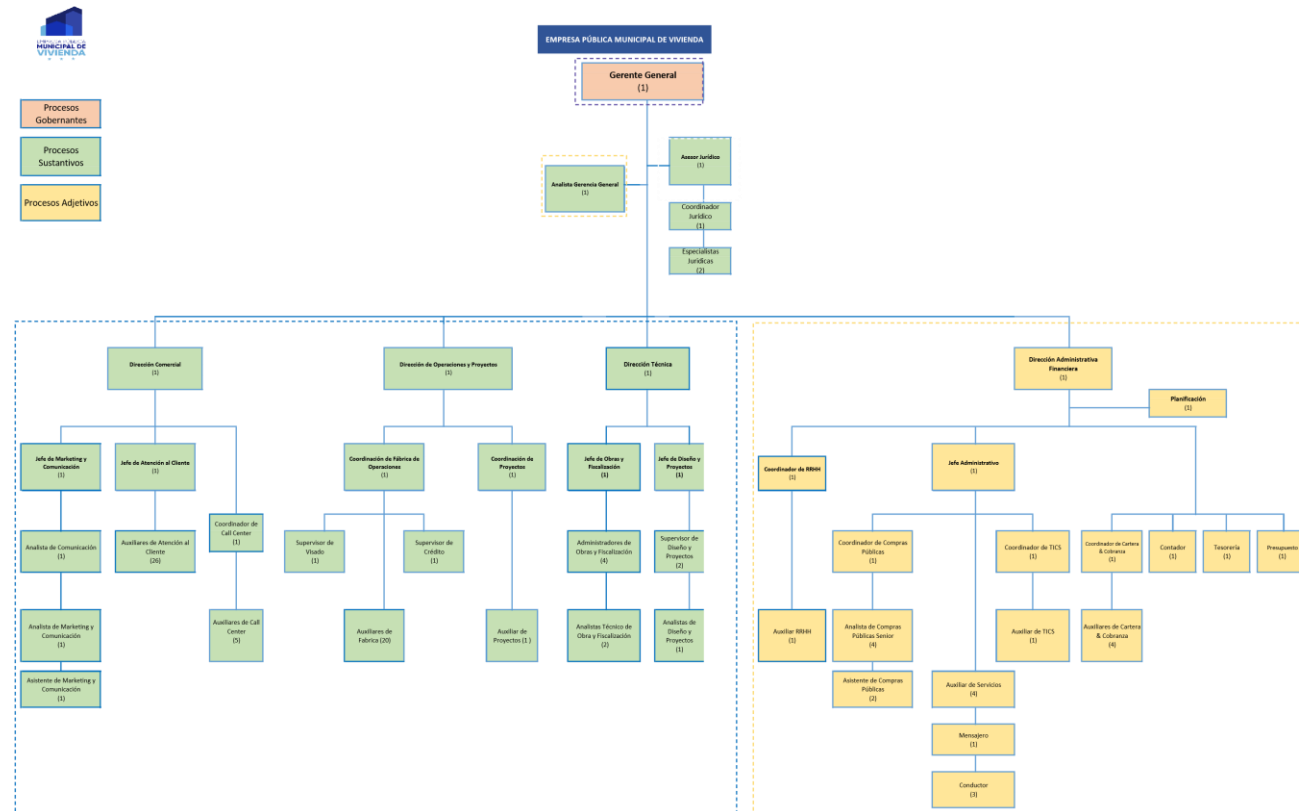 EMPRESA PÚBLICA
MUNICIPAL DE
VIVIENDA
EMPRESA PÚBLICA MUNICIPAL DE VIVIENDA
Gerente General
(1)
Procesos
Gobernantes
Procesos
Sustantivos
Procesos Adjetivos
Asesor Jurídico
(1)
Analista Gerencia General
(1)
Coordinador
Jurídico
(1)
Especialistas
Jurídicas
(2)
Dirección Comercial
(1)
Dirección de Operaciones y Proyectos
(1)
Dirección Técnica
(1)
Dirección Administrativa
Financiera
(1)
Planificación
(1)
Jefe de Marketing y
Comunicación
(1)
Jefe de Atención al Cliente
(1)
Coordinación de Fábrica de
Operaciones
(1)
Coordinación de
Proyectos
(1)
Jefe de Obras y
Fiscalización
(1)
Jefe de Diseño y
Proyectos
(1)
Coordinador de RRHH
(1)
Jefe Administrativo
(1)
Analista de Comunicación
(1)
Auxiliares de Atención al
Cliente
(26)
Coordinador de
Call Center
(1)
Supervisor de
Visado
(1)
Supervisor de
Crédito
(1)
Administradores de
Obras y Fiscalización
(4)
Supervisor de
Diseño y
Proyectos
(2)
Coordinador de Compras
Públicas
(1)
Coordinador de TICS
(1)
Coordinador de Cartera
& Cobranza
(1)
Contador
(1)
Tesorería
(1)
Presupuesto
(1)
Analista de Marketing y
Comunicación
(1)
Auxiliares de Call
Center
(5)
Auxiliares de
Fabrica (20)
Auxiliar de
Proyectos (1)
Analistas Técnico de
Obra y Fiscalización
(2)
Analistas de
Diseño y
Proyectos
(1)
Auxiliar RRHH
(1)
Analista de Compras
Públicas Senior
(4)
Auxiliar de TICS
(1)
Auxiliares de Cartera
& Cobranza
(4)
Asistente de Marketing y
Comunicación
(1)
Asistente de Compras
Públicas
(2)
Auxiliar de Servicios
(4)
Mensajero
(1)
Conductor
(3)